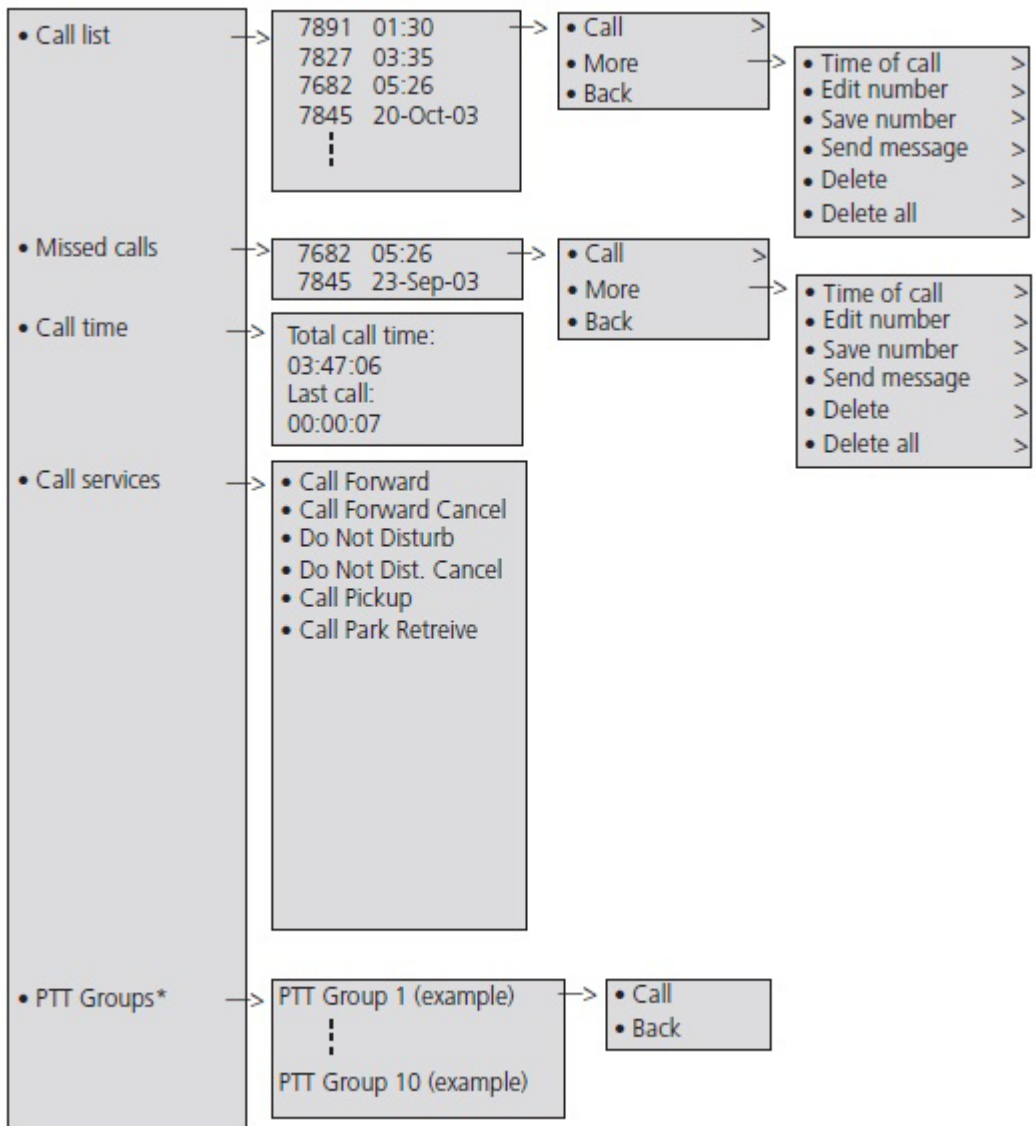 • Call list
7891 01:30
7827 03:35
7682 05:26
7845 20-Oct-03
• Call >
• More
• Back
• Time of call >
• Edit number >
• Save number >
• Send message >
• Delete >
• Delete all >
• Missed calls
7682 05:26
7845 23-Sep-03
• Call >
• More
• Back
• Time of call >
• Edit number >
• Save number >
• Send message >
• Delete >
• Delete all >
• Call time
Total call time:
03:47:06
Last call:
00:00:07
• Call services
• Call Forward
• Call Forward Cancel
• Do Not Disturb
• Do Not Dist. Cancel
• Call Pickup
• Call Park Retreive
• PTT Groups*
PTT Group 1 (example)
PTT Group 10 (example)
• Call
• Back